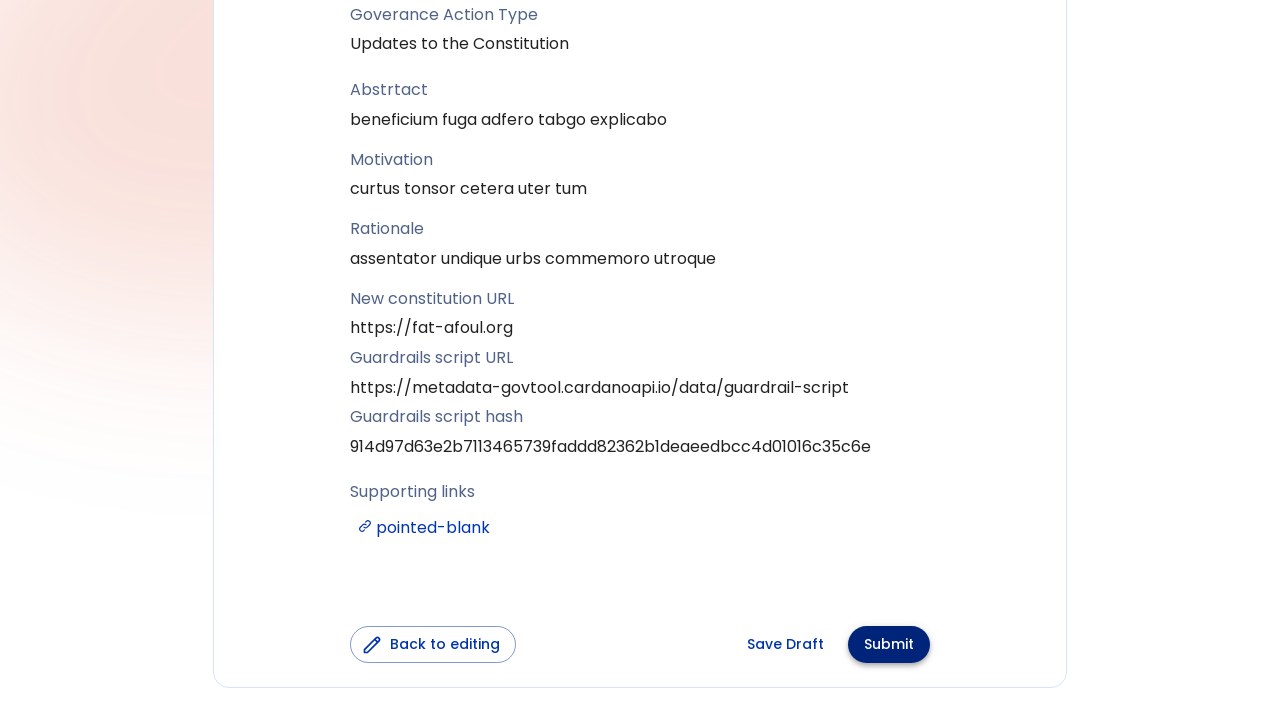 Goverance Action Type
Updates to the Constitution
Abstrtact
beneficium fuga adfero tabgo explicabo
Motivation
curtus tonsor cetera uter tum
Rationale
assentator undique urbs commemoro utroque
New constitution URL
https://fat-afoul.org
Guardrails script URL
https://metadata-govtool.cardanoapi.io/data/guardrail-script
Guardrails script hash
914d97d63e2b7113465739faddd82362b1deaeedbcc4d01016c35c6e
Supporting links
pointed-blank
Back to editing
Save Draft
Submit